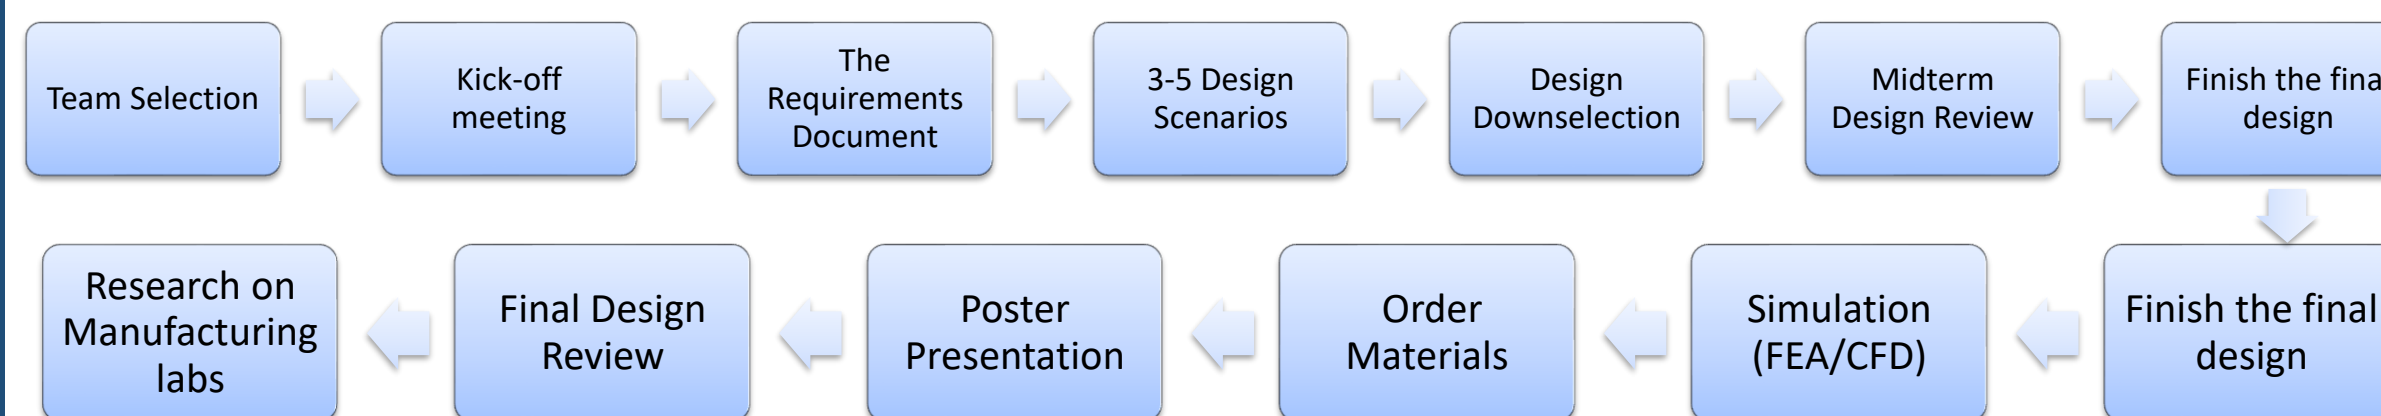 Team Selection
Kick-off
meeting
The
Requirements
Document
3-5 Design
Scenarios
Design
Downselection
Midterm
Design Review
Finish the fina
design
Finish the final
design
Simulation
(FEA/CFD)
Order
Materials
Poster
Presentation
Final Design
Review
Research on
Manufacturing
labs